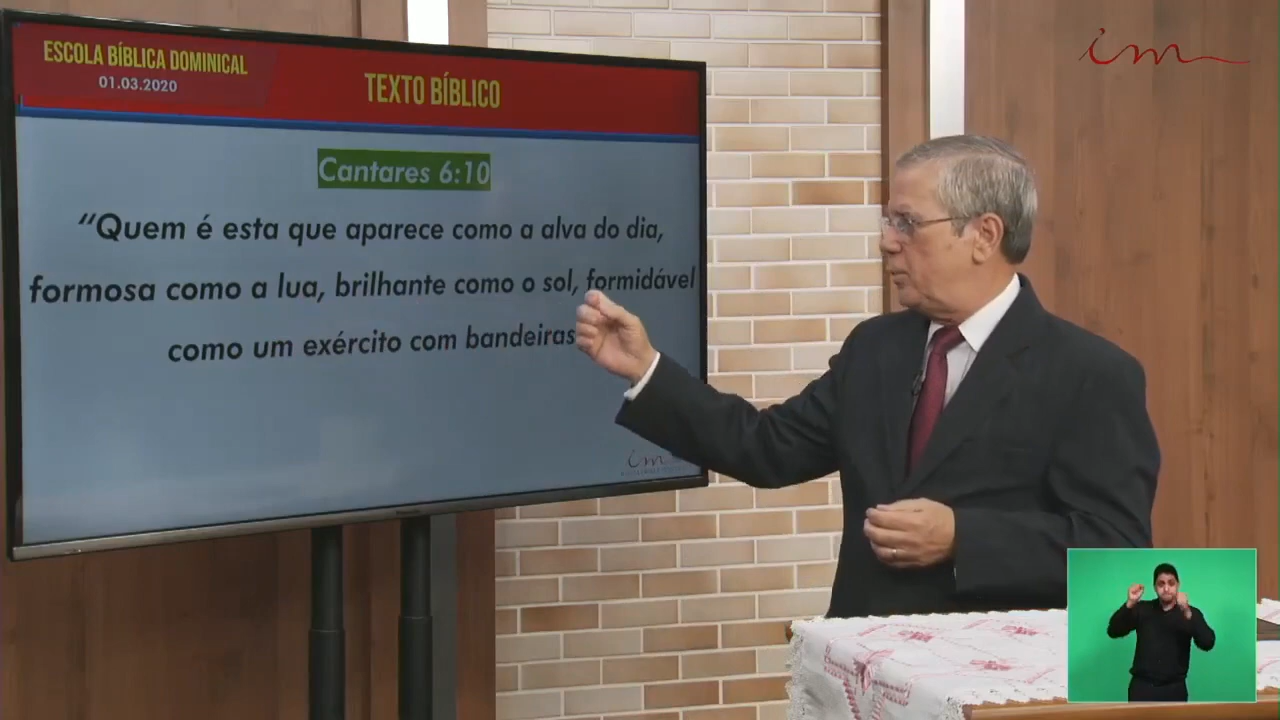 ESCOLA BÍBLICA DOMINICAL
01.03.2020
TEXTO BÍBLICO
Cantares 6:10
“Quem é esta que aparece como a alva do dia,
formosa como a lua, brilhante como o sol, formidável
como um exército com bandeiras
im
im